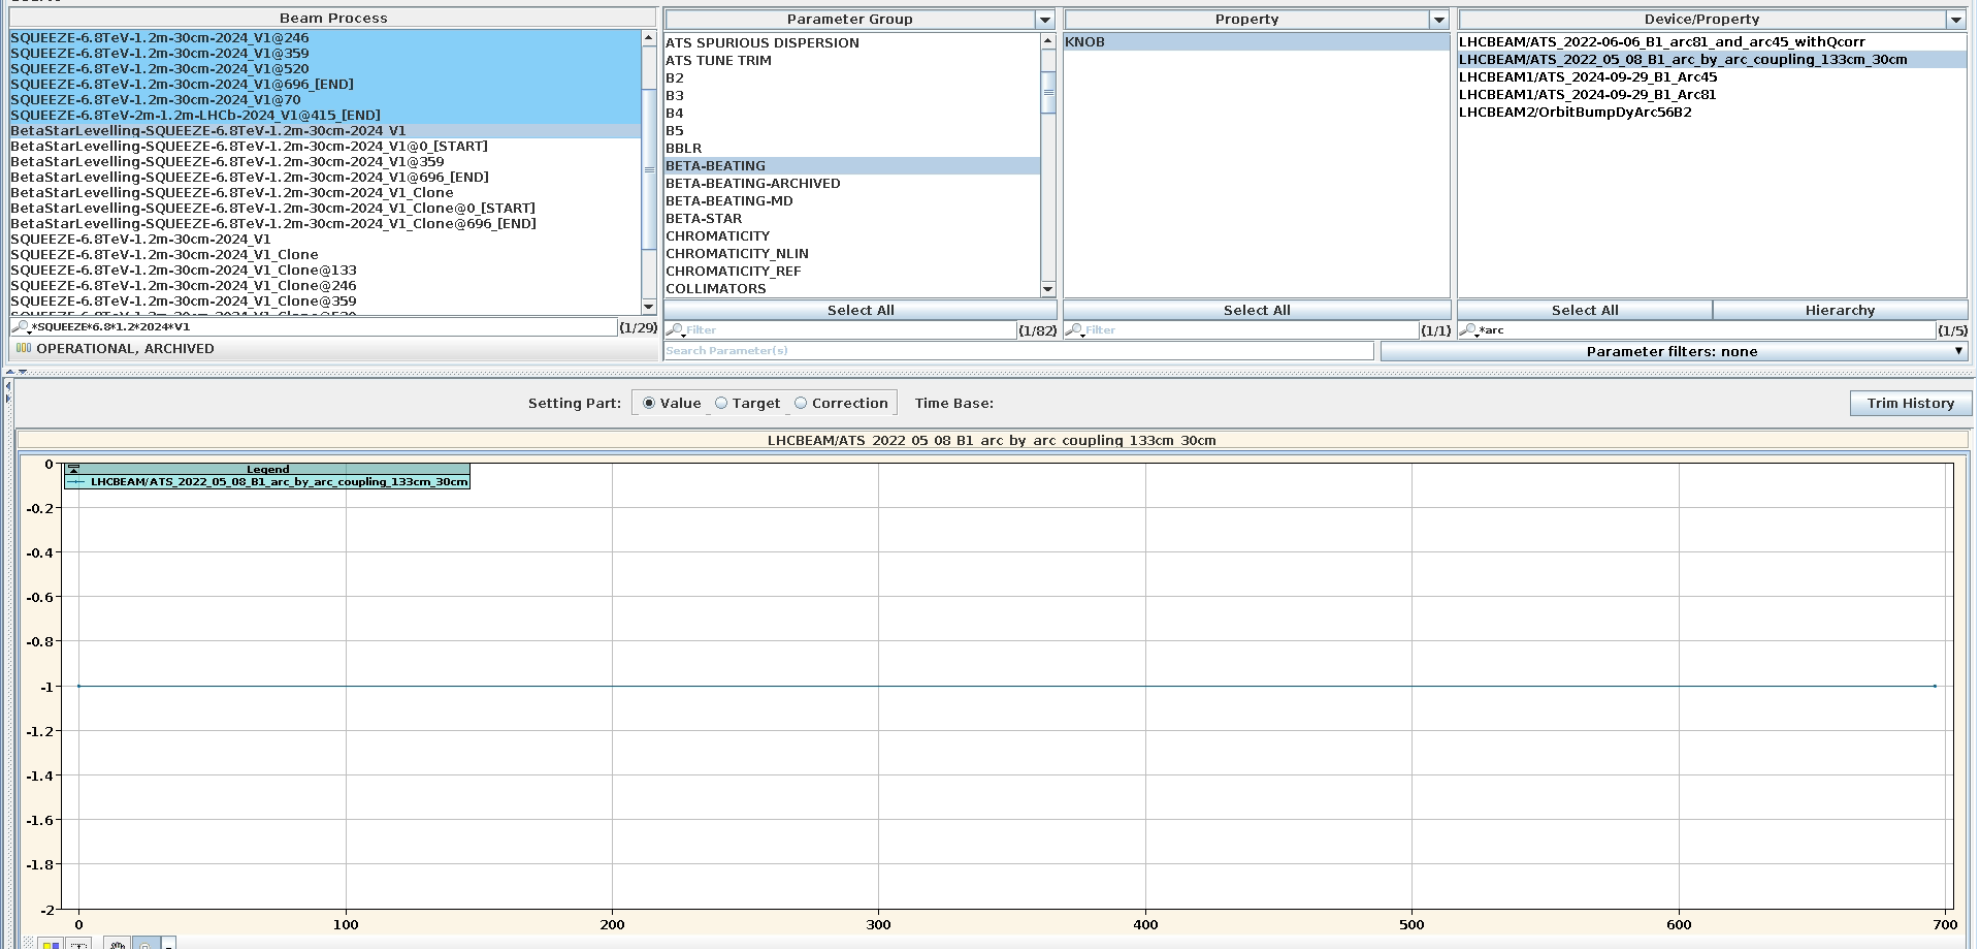 Beam Process
SQUEEZE-6.8TeV-1.2m-30cm-2024_V1@246
SQUEEZE-6.8TeV-1.2m-30cm-2024_V1@359
SQUEEZE-6.8TeV-1.2m-30cm-2024_V1@520
SQUEEZE-6.8TeV-1.2m-30cm-2024_V1@696_[END]
SQUEEZE-6.8TeV-1.2m-30cm-2024_V1@70
SQUEEZE-6.8TeV-2m-1.2m-LHCb-2024_V1@415_[END]
BetaStarLevelling-SQUEEZE-6.8TeV-1.2m-30cm-2024_V1
BetaStarLevelling-SQUEEZE-6.8TeV-1.2m-30cm-2024_V1@0_[START]
BetaStarLevelling-SQUEEZE-6.8TeV-1.2m-30cm-2024_V1@359
BetaStarLevelling-SQUEEZE-6.8TeV-1.2m-30cm-2024_V1@696_[END]
BetaStarLevelling-SQUEEZE-6.8TeV-1.2m-30cm-2024_V1_Clone
BetaStarLevelling-SQUEEZE-6.8TeV-1.2m-30cm-2024_V1_Clone@0_[START]
BetaStarLevelling-SQUEEZE-6.8TeV-1.2m-30cm-2024_V1_Clone@696_[END]
SQUEEZE-6.8TeV-1.2m-30cm-2024_V1
SQUEEZE-6.8TeV-1.2m-30cm-2024_V1_Clone
SQUEEZE-6.8TeV-1.2m-30cm-2024_V1_Clone@133
SQUEEZE-6.8TeV-1.2m-30cm-2024_V1_Clone@246
SQUEEZE-6.8TeV-1.2m-30cm-2024_V1_Clone@359
*SQUEEZE*6.8*1.2*2024*V1 (1/29)
OPERATIONAL, ARCHIVED
Parameter Group
ATS SPURIOUS DISPERSION
ATS TUNE TRIM
B2
B3
B4
B5
BBLR
BETA-BEATING
BETA-BEATING-ARCHIVED
BETA-BEATING-MD
BETA-STAR
CHROMATICITY
CHROMATICITY_NLIN
CHROMATICITY_REF
COLLIMATORS
Select All
Filter (1/82)
Property
KNOB
Select All
Filter (1/1)
Device/Property
LHCBEAM/ATS_2022-06-06_B1_arc81_and_arc45_withQcorr
LHCBEAM/ATS_2022_05_08_B1_arc_by_arc_coupling_133cm_30cm
LHCBEAM1/ATS_2024-09-29_B1_Arc45
LHCBEAM1/ATS_2024-09-29_B1_Arc81
LHCBEAM2/OrbitBumpDyArc56B2
Select All Hierarchy
*arc (1/5)
Search Parameter(s) Parameter filters: none
Setting Part: Value Target Correction Time Base: Trim History
LHCBEAM/ATS_2022_05_08_B1_arc_by_arc_coupling_133cm_30cm
Legend
LHCBEAM/ATS_2022_05_08_B1_arc_by_arc_coupling_133cm_30cm
0
-0.2
-0.4
-0.6
-0.8
-1
-1.2
-1.4
-1.6
-1.8
-2
0 100 200 300 400 500 600 700